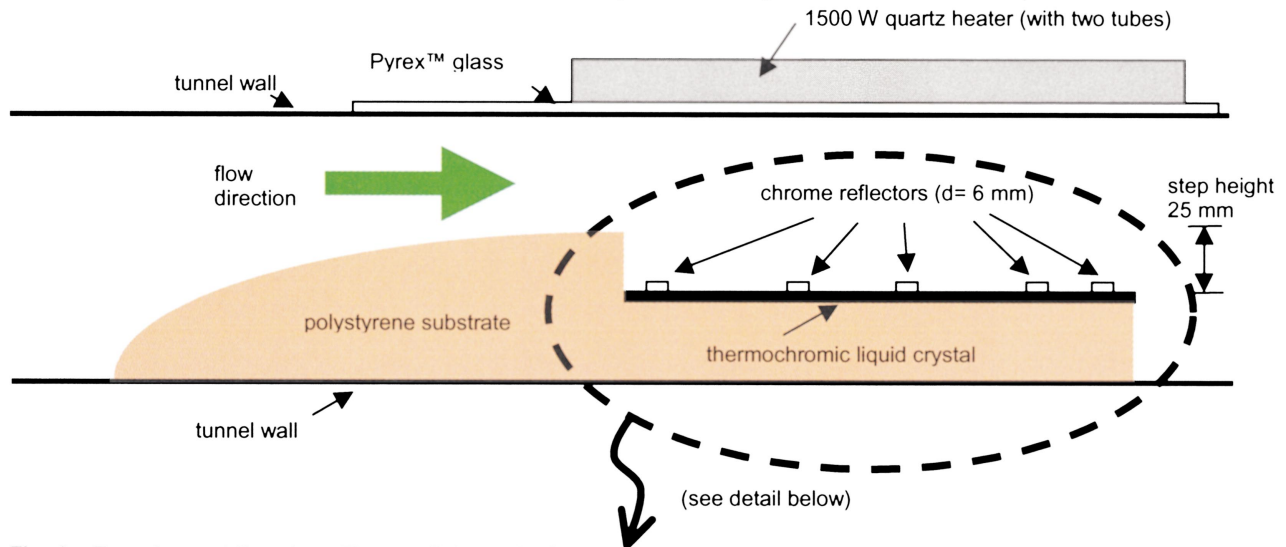 1500 W quartz heater (with two tubes)
Pyrex™ glass
tunnel wall
flow
direction
chrome reflectors (d= 6 mm)
step height
25 mm
polystyrene substrate
thermochromic liquid crystal
tunnel wall
(see detail below)